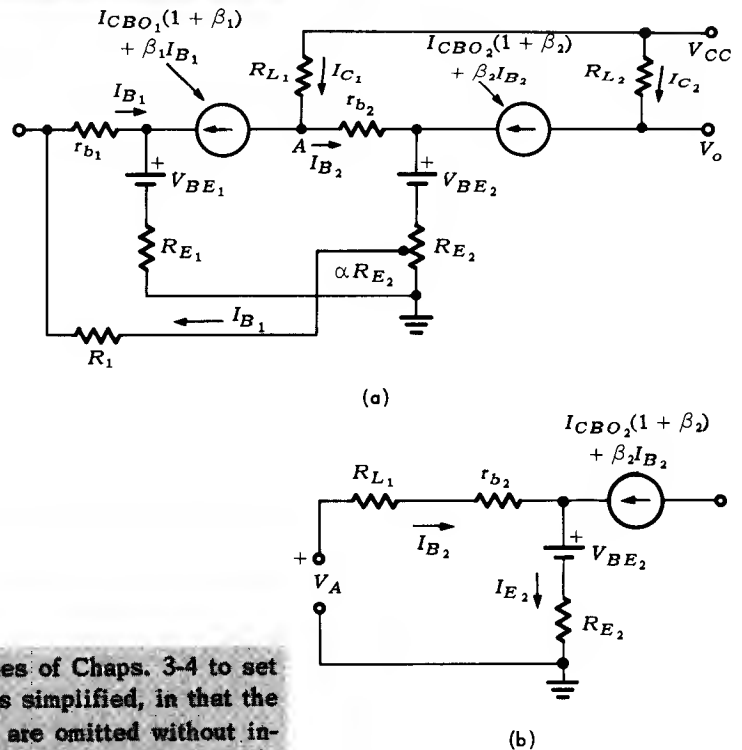 I_{CBO_1}(1 + β_1)
+ β_1 I_{B_1}
I_{CBO_2}(1 + β_2)
+ β_2 I_{B_2}
R_{L_1}
I_{C_1}
R_{L_2}
I_{C_2}
V_{CC}
I_{B_1}
r_{b_1}
A
r_{b_2}
I_{B_2}
V_o
+
V_{BE_1}
+
V_{BE_2}
R_{E_1}
R_{E_2}
αR_{E_2}
I_{B_1}
R_1
(a)
I_{CBO_2}(1 + β_2)
+ β_2 I_{B_2}
R_{L_1}
r_{b_2}
I_{B_2}
+
V_{BE_2}
+
V_A
I_{E_2}
R_{E_2}
(b)
es of Chaps. 3-4 to set
s simplified, in that the
are omitted without in-